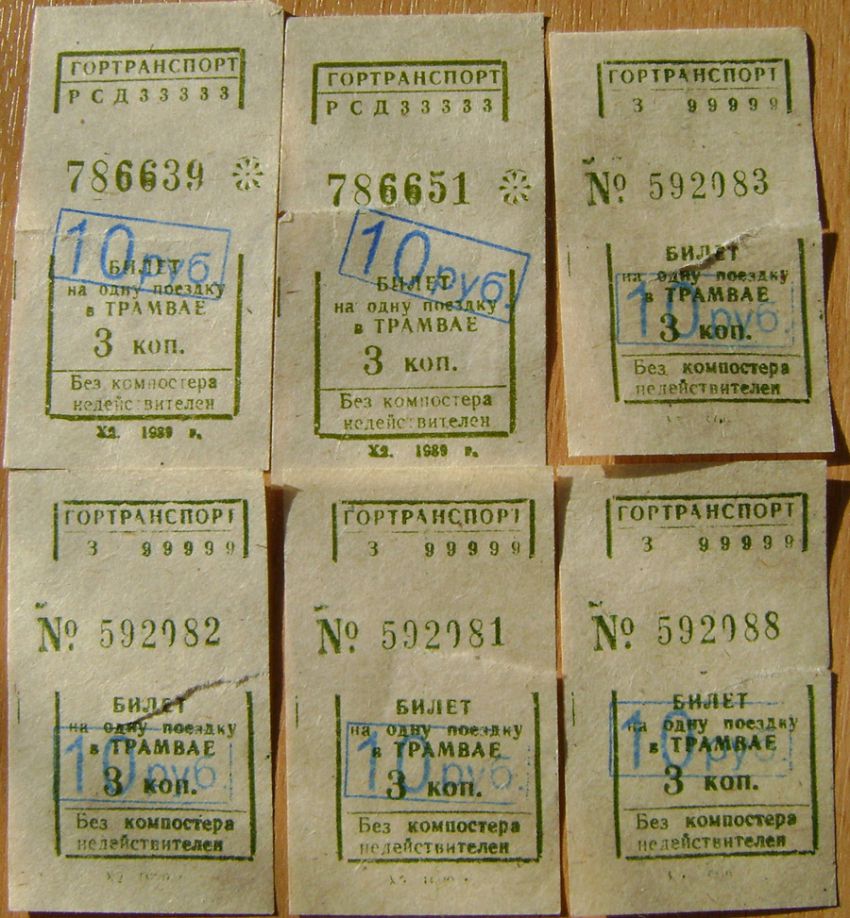 ГОРТРАНСПОРТ
РСД33333
786639
10 руб.
БИЛЕТ
на одну поездку
в ТРАМВАЕ
3 коп.
Без компостера
недействителен
X2. 1989 г.
ГОРТРАНСПОРТ
РСД33333
786651
10 руб.
БИЛЕТ
на одну поездку
в ТРАМВАЕ
3 коп.
Без компостера
недействителен
X2. 1989 г.
ГОРТРАНСПОРТ
3 99999
№ 592083
10 руб.
БИЛЕТ
на одну поездку
в ТРАМВАЕ
3 коп.
Без компостера
недействителен
ГОРТРАНСПОРТ
3 99999
№ 592082
10 руб.
БИЛЕТ
на одну поездку
в ТРАМВАЕ
3 коп.
Без компостера
недействителен
ГОРТРАНСПОРТ
3 99999
№ 592081
10 руб.
БИЛЕТ
на одну поездку
в ТРАМВАЕ
3 коп.
Без компостера
недействителен
ГОРТРАНСПОРТ
3 99999
№ 592088
10 руб.
БИЛЕТ
на одну поездку
в ТРАМВАЕ
3 коп.
Без компостера
недействителен